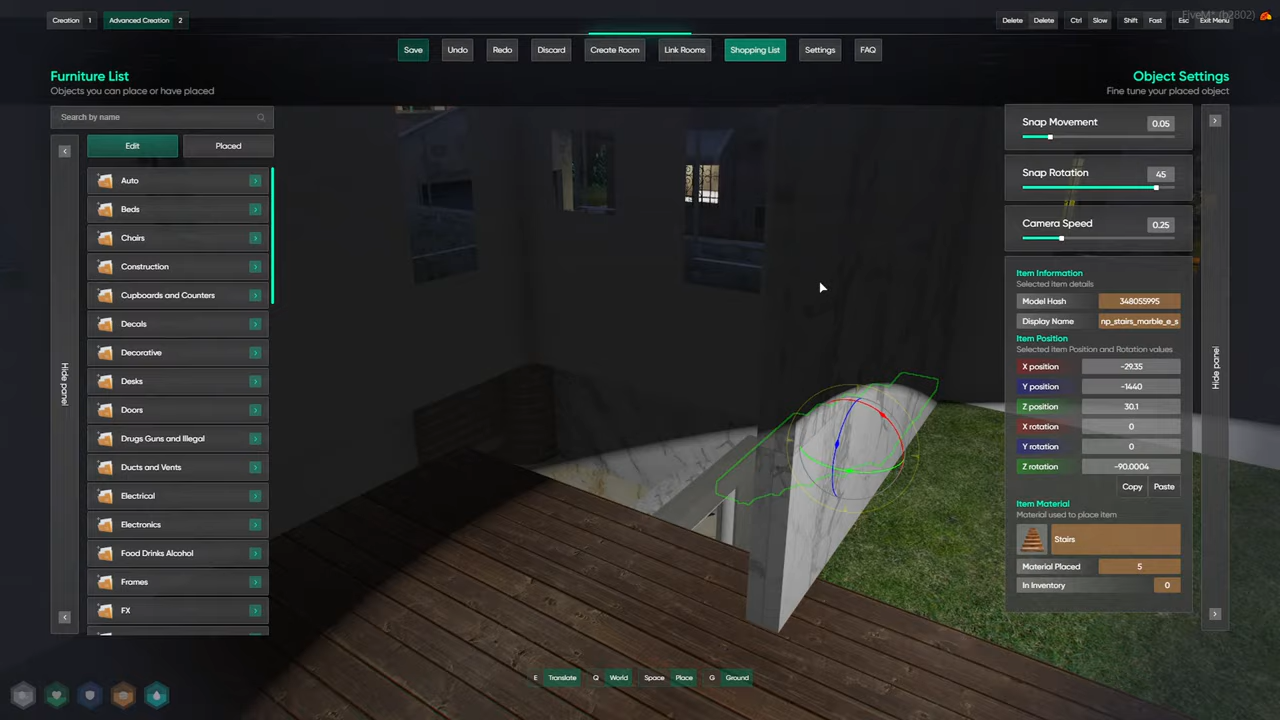 Creation 1 Advanced Creation 2
FiveM® (b2802)
Delete Delete Ctrl Slow Shift Fast Esc Exit Menu
Save Undo Redo Discard Create Room Link Rooms Shopping List Settings FAQ
Furniture List
Objects you can place or have placed
Search by name
Edit Placed
Auto
Beds
Chairs
Construction
Cupboards and Counters
Decals
Decorative
Desks
Doors
Drugs Guns and Illegal
Ducts and Vents
Electrical
Electronics
Food Drinks Alcohol
Frames
FX
Hide panel
Object Settings
Fine tune your placed object
Snap Movement 0.05
Snap Rotation 45
Camera Speed 0.25
Item Information
Selected item details
Model Hash 348055995
Display Name np_stairs_marble_e_s
Item Position
Selected Item Position and Rotation values
X position -29.35
Y position -1440
Z position 30.1
X rotation 0
Y rotation 0
Z rotation -90.0004
Copy Paste
Item Material
Material used to place item
Stairs
Material Placed 5
In Inventory 0
Hide panel
E Translate Q World Space Place G Ground